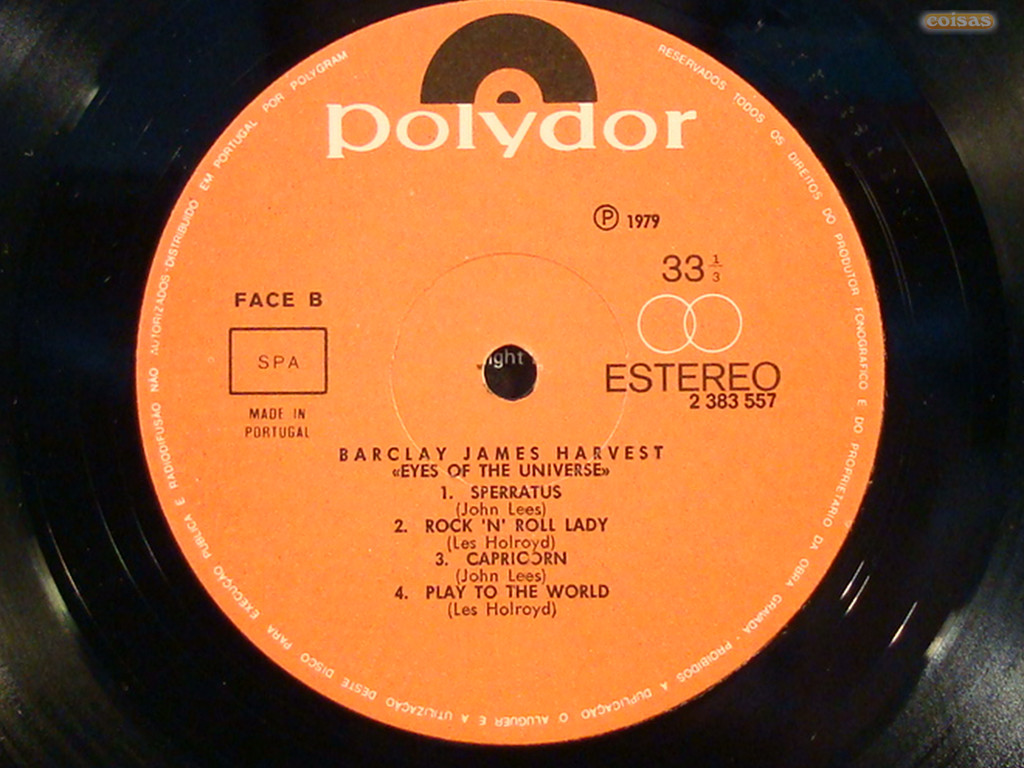 coisas
polydor
Ⓟ 1979
33 1/3
FACE B
SPA
ESTEREO
2 383 557
MADE IN
PORTUGAL
ight
BARCLAY JAMES HARVEST
«EYES OF THE UNIVERSE»
1. SPERRATUS
(John Lees)
2. ROCK 'N' ROLL LADY
(Les Holroyd)
3. CAPRICORN
(John Lees)
4. PLAY TO THE WORLD
(Les Holroyd)
RESERVADOS TODOS OS DIREITOS DO PRODUTOR FONOGRAFICO E DO PROPRIETARIO DA OBRA GRAVADA - PROIBIDOS A DUPLICAÇÃO O ALUGUER E A UTILIZAÇÃO DESTE DISCO PARA EXECUÇÃO PUBLICA E RADIODIFUSÃO NÃO AUTORIZADOS - DISTRIBUIDO EM PORTUGAL POR POLYGRAM